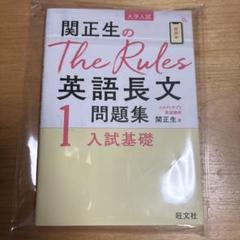 大学入試
関正生の
The Rules
英語長文
問題集
1 入試基礎
関正生 著
旺文社